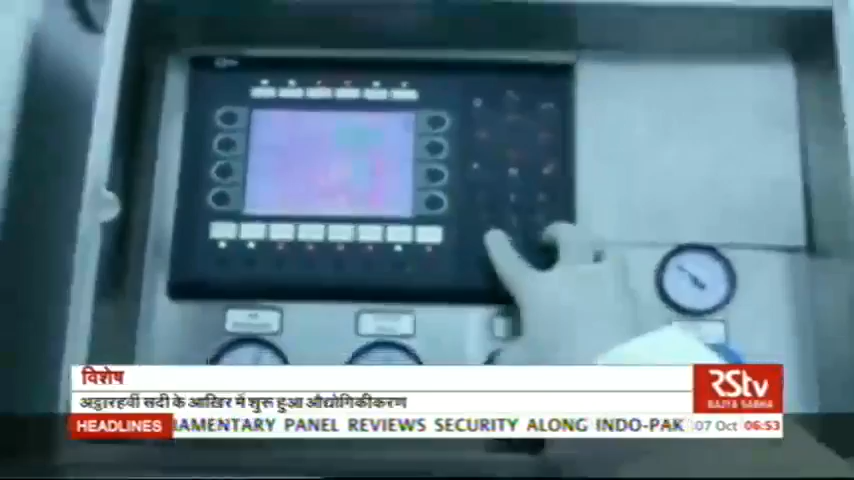 विशेष
अट्ठारहवीं सदी के आखिर में शुरू हुआ औद्योगिकीकरण
RStv
RAJYA SABHA
HEADLINES
IAMENTARY PANEL REVIEWS SECURITY ALONG INDO-PAK
07 Oct 06:53